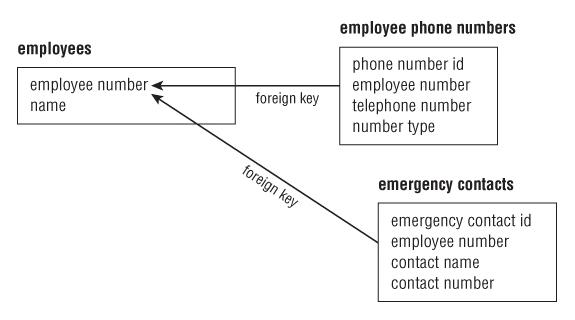 employees
employee number
name
foreign key
employee phone numbers
phone number id
employee number
telephone number
number type
foreign key
emergency contacts
emergency contact id
employee number
contact name
contact number